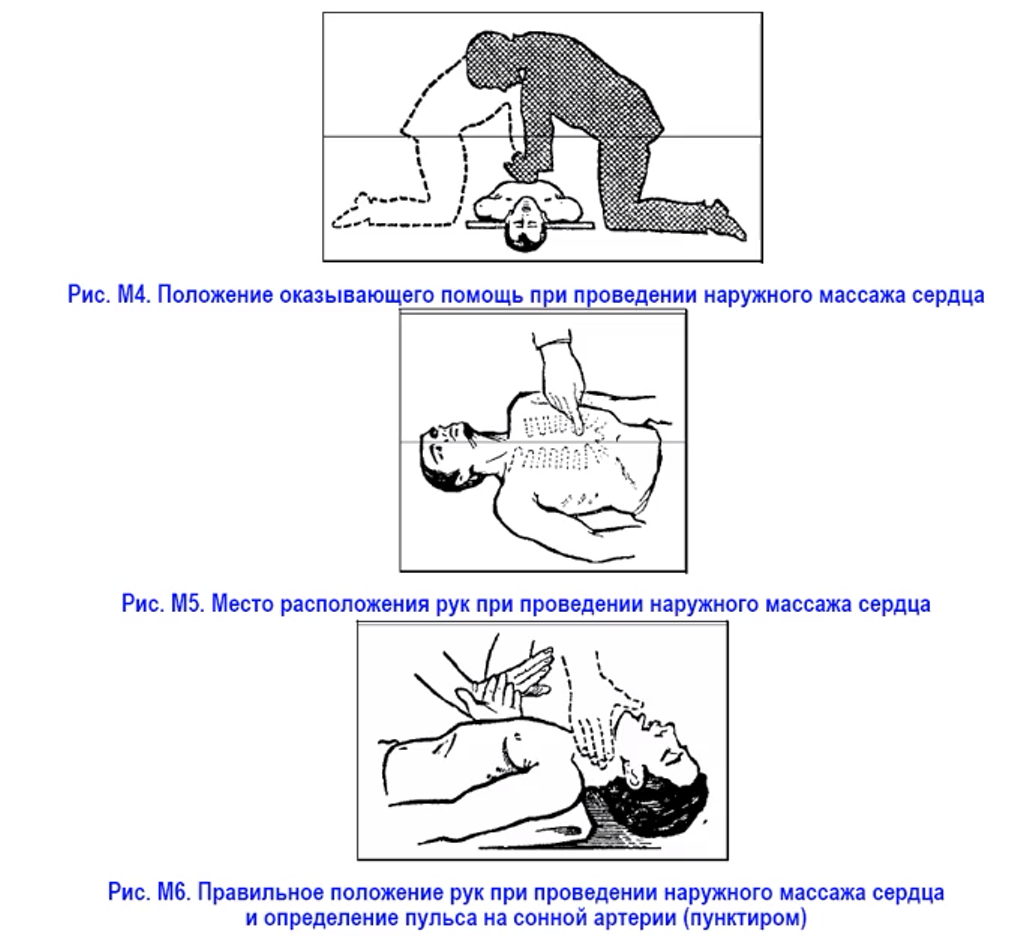 Рис. М4. Положение оказывающего помощь при проведении наружного массажа сердца
Рис. М5. Место расположения рук при проведении наружного массажа сердца
Рис. М6. Правильное положение рук при проведении наружного массажа сердца
и определение пульса на сонной артерии (пунктиром)